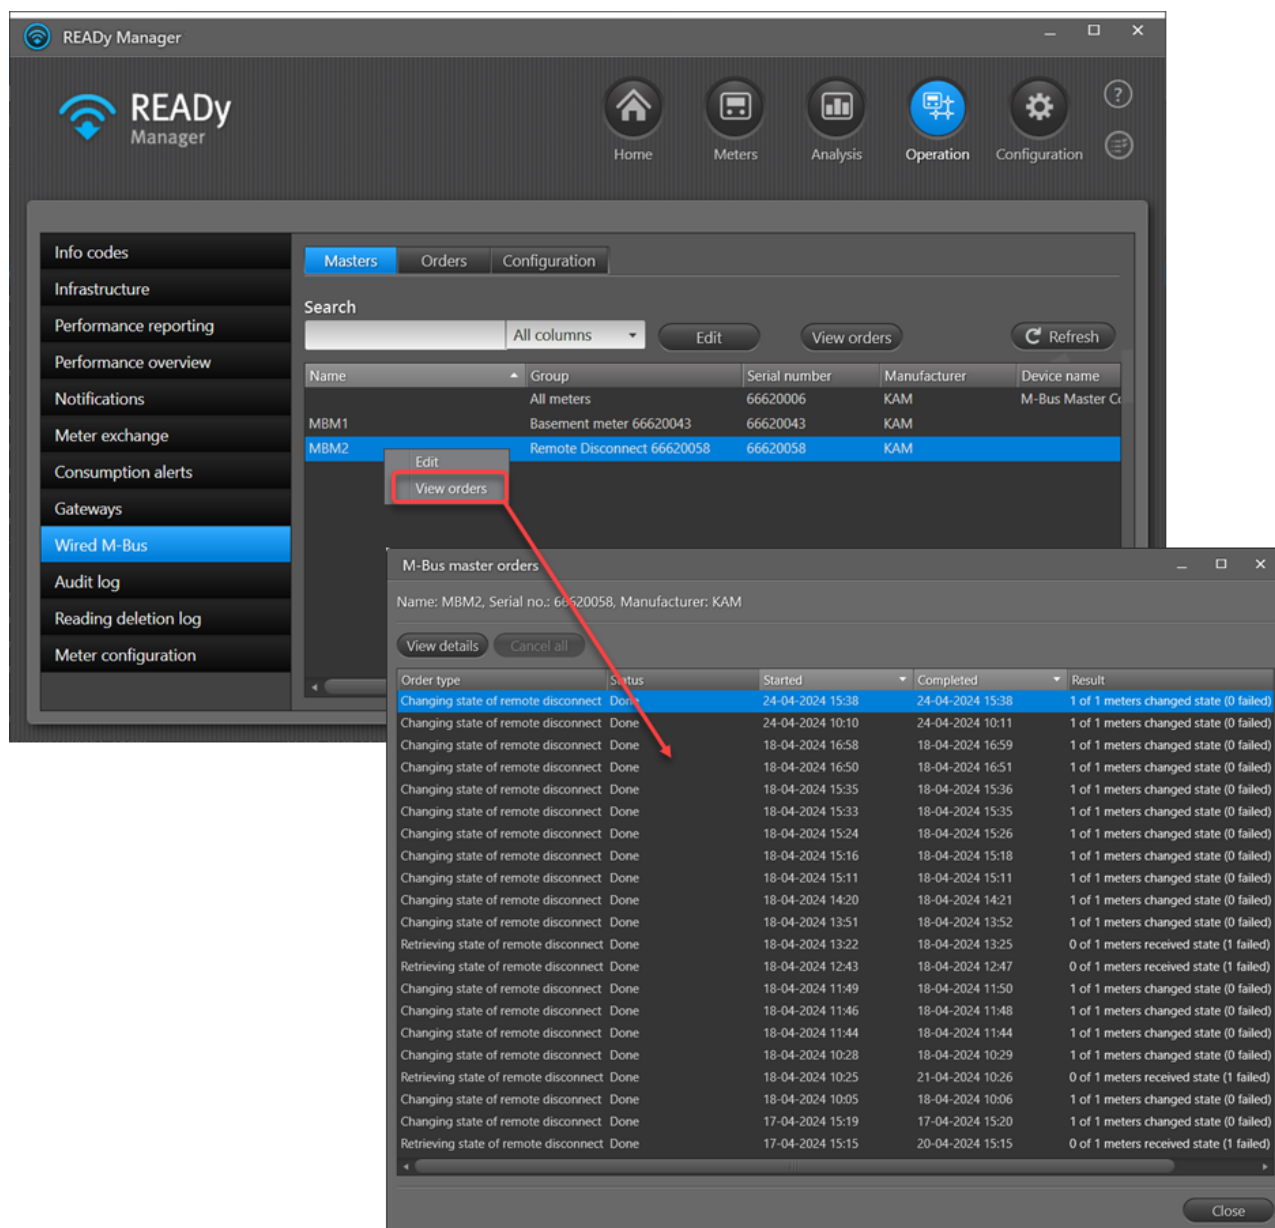 READy Manager
READy
Manager
Home Meters Analysis Operation Configuration
Info codes
Infrastructure
Performance reporting
Performance overview
Notifications
Meter exchange
Consumption alerts
Gateways
Wired M-Bus
Audit log
Reading deletion log
Meter configuration
Masters Orders Configuration
Search
All columns Edit View orders Refresh
Name Group Serial number Manufacturer Device name
All meters 66620006 KAM M-Bus Master Co
MBM1 Basement meter 66620043 66620043 KAM
MBM2 Remote Disconnect 66620058 66620058 KAM
Edit
View orders
M-Bus master orders
Name: MBM2, Serial no.: 66620058, Manufacturer: KAM
View details Cancel all
Order type Status Started Completed Result
Changing state of remote disconnect Done 24-04-2024 15:38 24-04-2024 15:38 1 of 1 meters changed state (0 failed)
Changing state of remote disconnect Done 24-04-2024 10:10 24-04-2024 10:11 1 of 1 meters changed state (0 failed)
Changing state of remote disconnect Done 18-04-2024 16:58 18-04-2024 16:59 1 of 1 meters changed state (0 failed)
Changing state of remote disconnect Done 18-04-2024 16:50 18-04-2024 16:51 1 of 1 meters changed state (0 failed)
Changing state of remote disconnect Done 18-04-2024 15:35 18-04-2024 15:36 1 of 1 meters changed state (0 failed)
Changing state of remote disconnect Done 18-04-2024 15:33 18-04-2024 15:35 1 of 1 meters changed state (0 failed)
Changing state of remote disconnect Done 18-04-2024 15:24 18-04-2024 15:26 1 of 1 meters changed state (0 failed)
Changing state of remote disconnect Done 18-04-2024 15:16 18-04-2024 15:18 1 of 1 meters changed state (0 failed)
Changing state of remote disconnect Done 18-04-2024 15:11 18-04-2024 15:11 1 of 1 meters changed state (0 failed)
Changing state of remote disconnect Done 18-04-2024 14:20 18-04-2024 14:21 1 of 1 meters changed state (0 failed)
Changing state of remote disconnect Done 18-04-2024 13:51 18-04-2024 13:52 1 of 1 meters changed state (0 failed)
Retrieving state of remote disconnect Done 18-04-2024 13:22 18-04-2024 13:25 0 of 1 meters received state (1 failed)
Retrieving state of remote disconnect Done 18-04-2024 12:43 18-04-2024 12:47 0 of 1 meters received state (1 failed)
Changing state of remote disconnect Done 18-04-2024 11:49 18-04-2024 11:50 1 of 1 meters changed state (0 failed)
Changing state of remote disconnect Done 18-04-2024 11:46 18-04-2024 11:48 1 of 1 meters changed state (0 failed)
Changing state of remote disconnect Done 18-04-2024 11:44 18-04-2024 11:44 1 of 1 meters changed state (0 failed)
Changing state of remote disconnect Done 18-04-2024 10:28 18-04-2024 10:29 1 of 1 meters changed state (0 failed)
Retrieving state of remote disconnect Done 18-04-2024 10:25 21-04-2024 10:26 0 of 1 meters received state (1 failed)
Changing state of remote disconnect Done 18-04-2024 10:05 18-04-2024 10:06 1 of 1 meters changed state (0 failed)
Changing state of remote disconnect Done 17-04-2024 15:19 17-04-2024 15:20 1 of 1 meters changed state (0 failed)
Retrieving state of remote disconnect Done 17-04-2024 15:15 20-04-2024 15:15 0 of 1 meters received state (1 failed)
Close